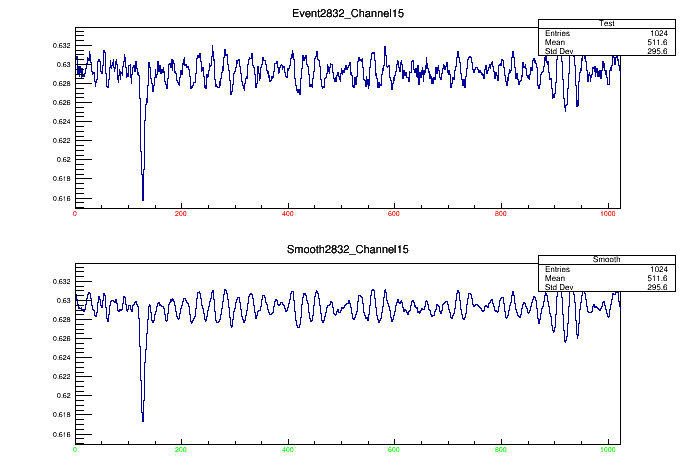 Event2832_Channel15
Test
Entries 1024
Mean 511.6
Std Dev 295.6
0.632
0.63
0.628
0.626
0.624
0.622
0.62
0.618
0.616
0 200 400 600 800 1000
Smooth2832_Channel15
Smooth
Entries 1024
Mean 511.6
Std Dev 295.6
0.632
0.63
0.628
0.626
0.624
0.622
0.62
0.618
0.616
0 200 400 600 800 1000